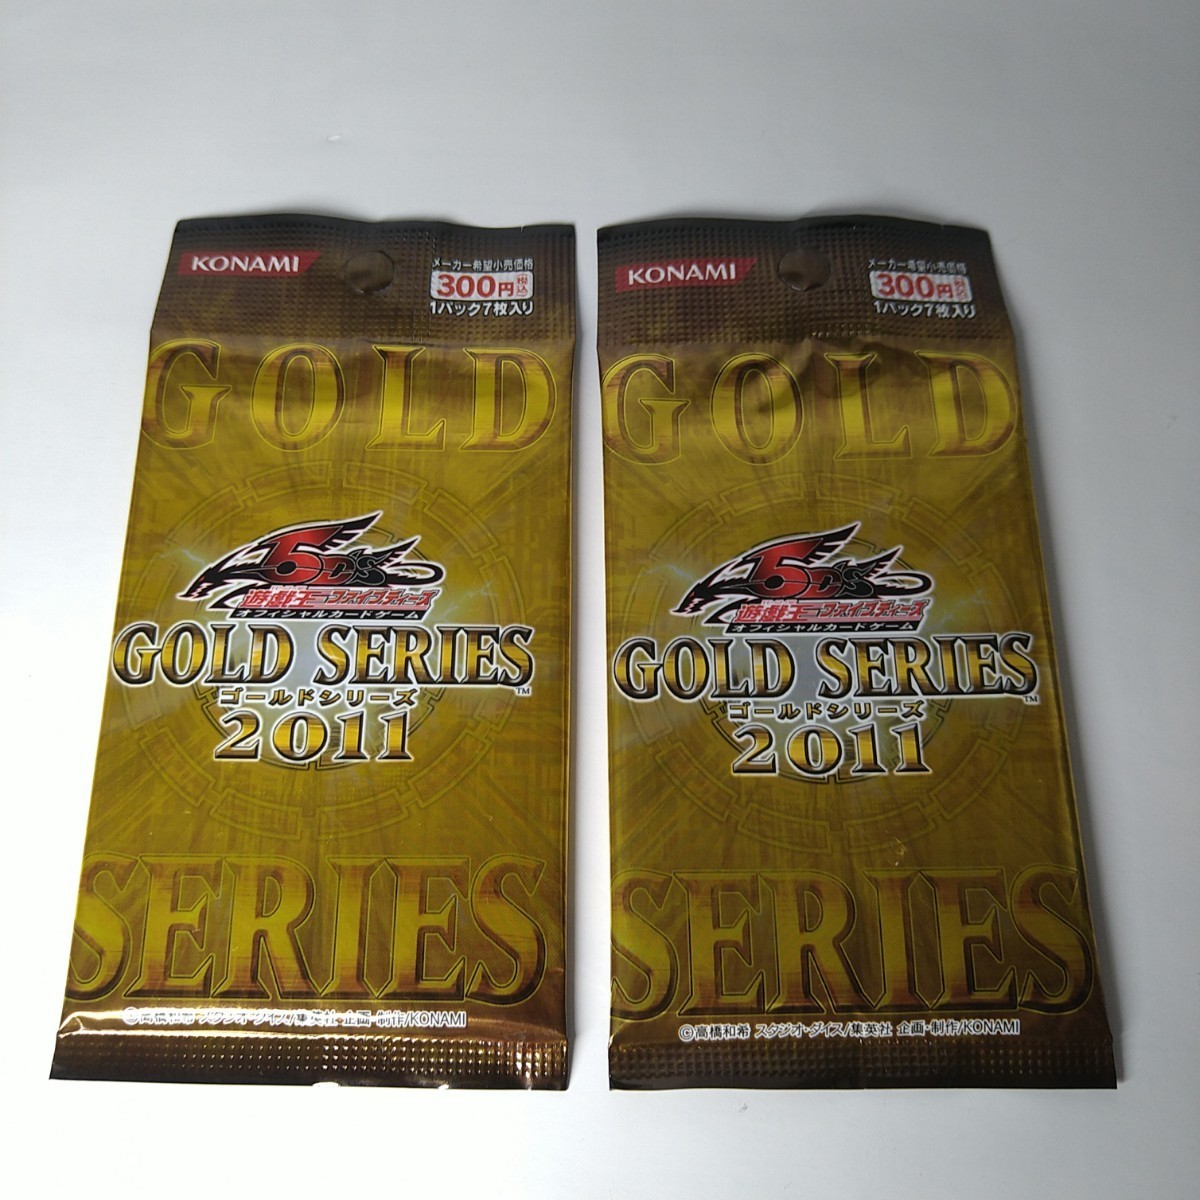 KONAMI
メーカー希望小売価格
300円税込
1パック7枚入り
GOLD
5D's
遊戯王ファイブディーズ
オフィシャルカードゲーム
GOLD SERIES™
ゴールドシリーズ
2011
SERIES
©高橋和希 スタジオ・ダイス/集英社 企画・制作/KONAMI
KONAMI
メーカー希望小売価格
300円税込
1パック7枚入り
GOLD
5D's
遊戯王ファイブディーズ
オフィシャルカードゲーム
GOLD SERIES™
ゴールドシリーズ
2011
SERIES
©高橋和希 スタジオ・ダイス/集英社 企画・制作/KONAMI